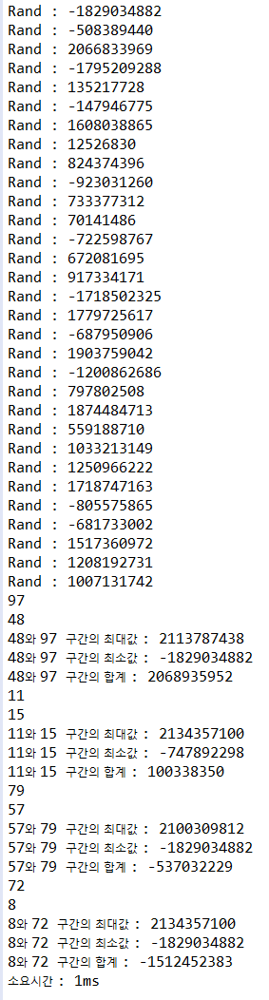 Rand : -1829034882
Rand : -508389440
Rand : 2066833969
Rand : -1795209288
Rand : 135217728
Rand : -147946775
Rand : 1608038865
Rand : 12526830
Rand : 824374396
Rand : -923031260
Rand : 733377312
Rand : 70141486
Rand : -722598767
Rand : 672081695
Rand : 917334171
Rand : -1718502325
Rand : 1779725617
Rand : -687950906
Rand : 1903759042
Rand : -1200862686
Rand : 797802508
Rand : 1874484713
Rand : 559188710
Rand : 1033213149
Rand : 1250966222
Rand : 1718747163
Rand : -805575865
Rand : -681733002
Rand : 1517360972
Rand : 1208192731
Rand : 1007131742
97
48
48와 97 구간의 최대값 : 2113787438
48와 97 구간의 최소값 : -1829034882
48와 97 구간의 합계 : 2068935952
11
15
11와 15 구간의 최대값 : 2134357100
11와 15 구간의 최소값 : -747892298
11와 15 구간의 합계 : 100338350
79
57
57와 79 구간의 최대값 : 2100309812
57와 79 구간의 최소값 : -1829034882
57와 79 구간의 합계 : -537032229
72
8
8와 72 구간의 최대값 : 2134357100
8와 72 구간의 최소값 : -1829034882
8와 72 구간의 합계 : -1512452383
소요시간 : 1ms